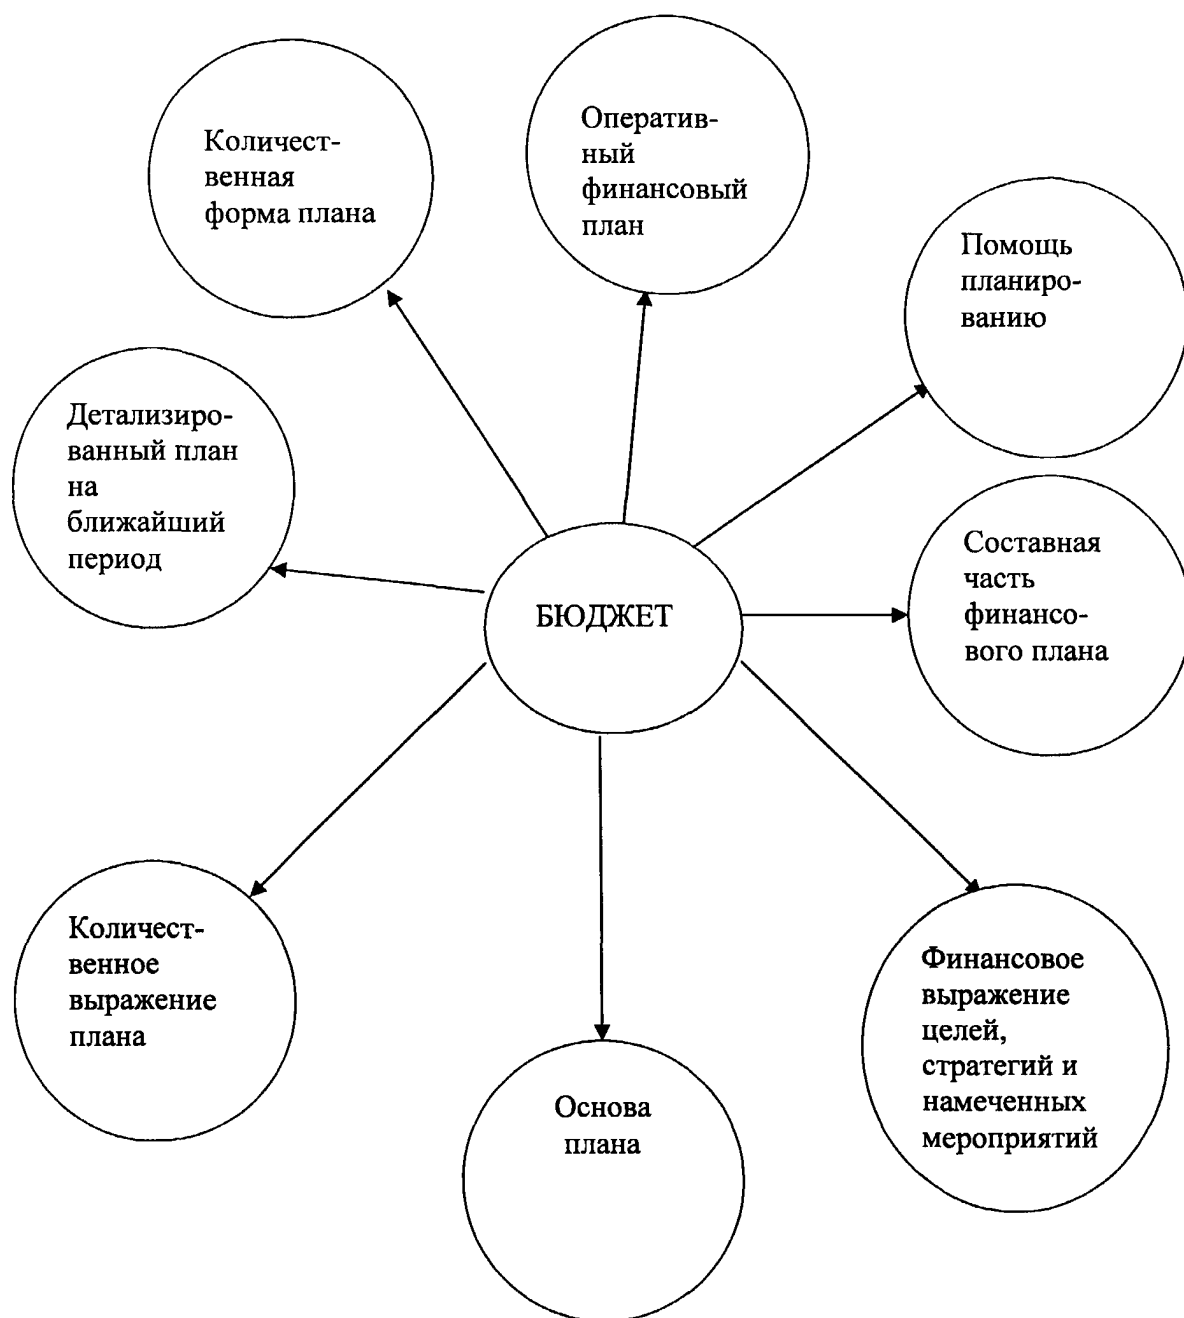 Количест-
венная
форма плана
Оператив-
ный
финансовый
план
Помощь
планиро-
ванию
Детализиро-
ванный план
на
ближайший
период
БЮДЖЕТ
Составная
часть
финансо-
вого плана
Количест-
венное
выражение
плана
Основа
плана
Финансовое
выражение
целей,
стратегий и
намеченных
мероприятий